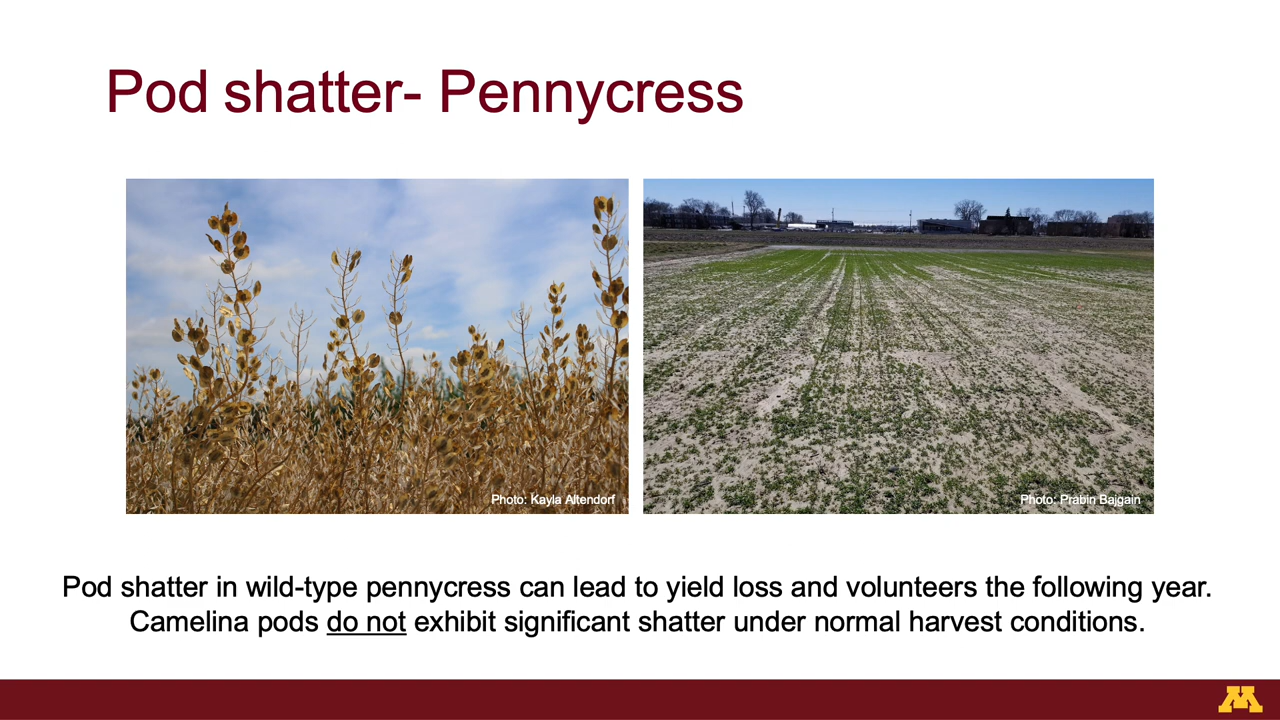 Pod shatter- Pennycress
Photo: Kayla Altendorf
Photo: Prabin Bajgain
Pod shatter in wild-type pennycress can lead to yield loss and volunteers the following year.
Camelina pods do not exhibit significant shatter under normal harvest conditions.
M